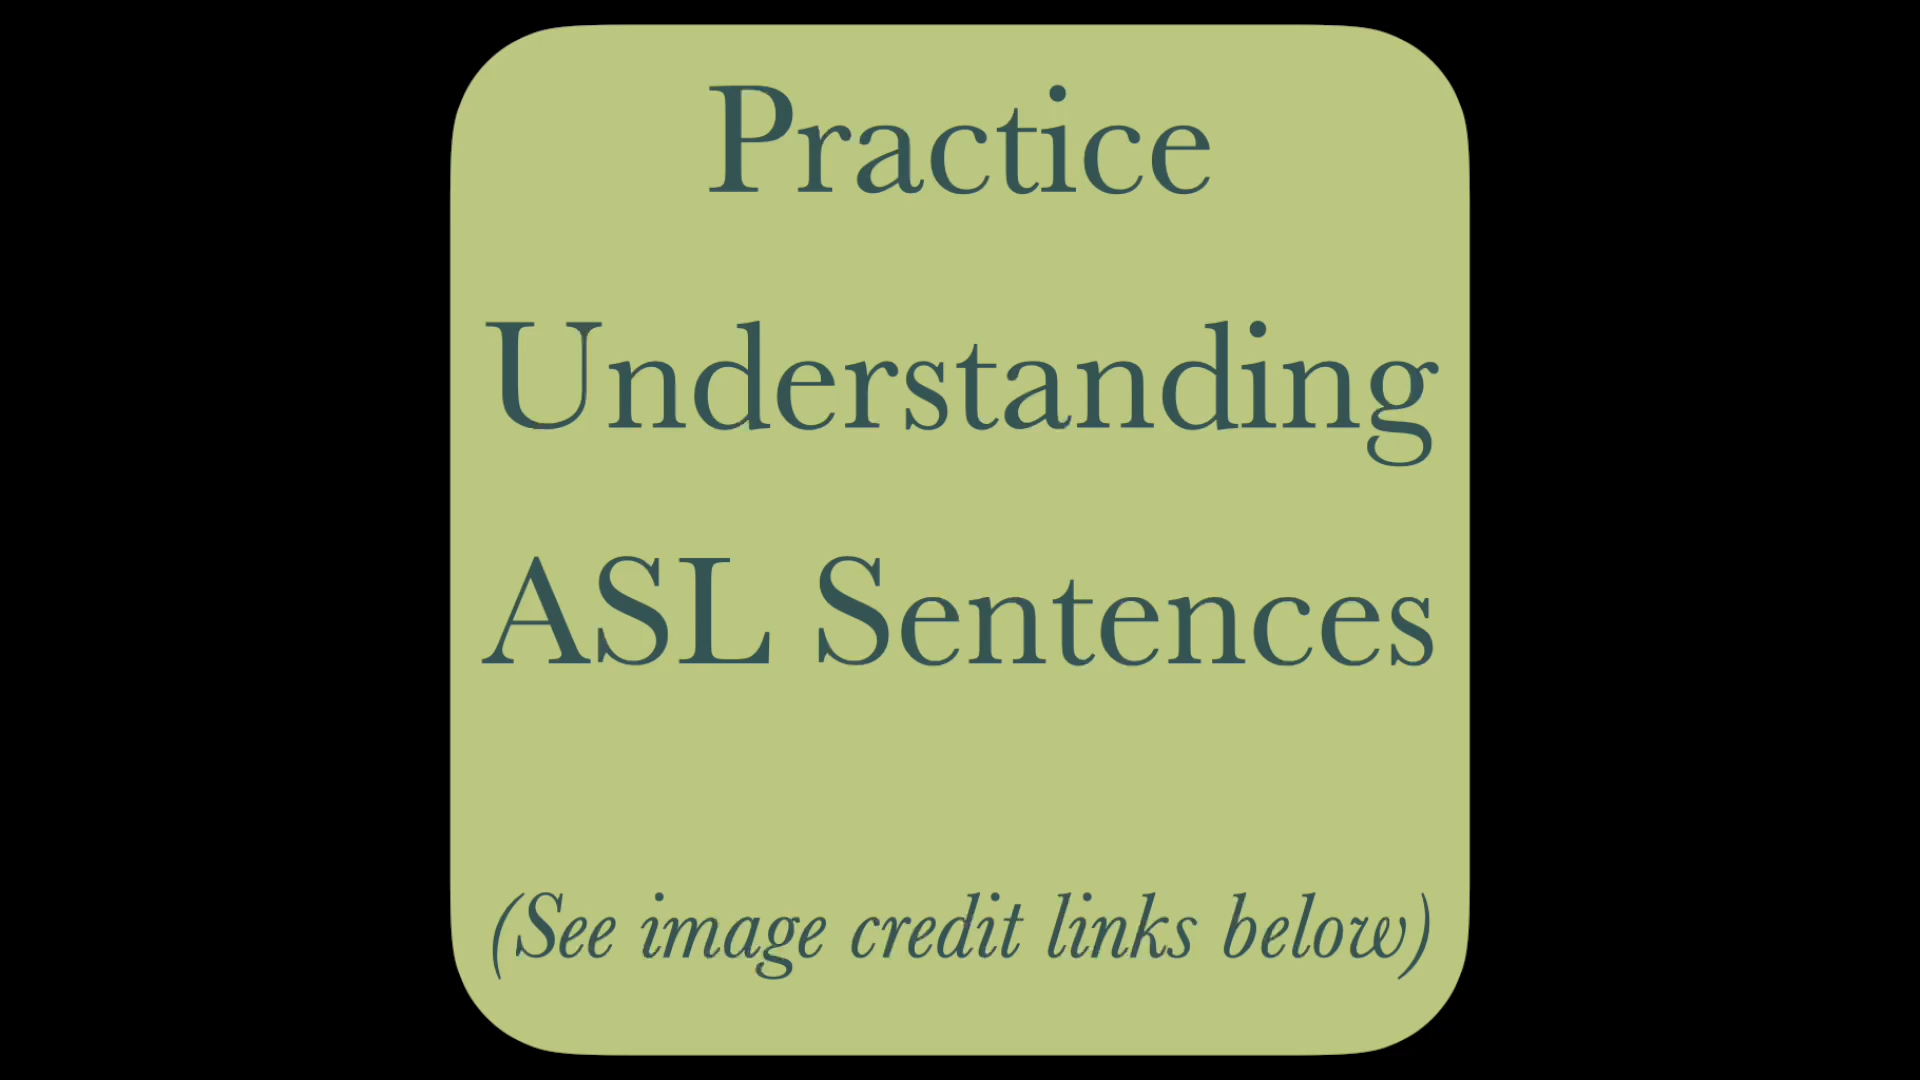 Practice
Understanding
ASL Sentences
(See image credit links below)